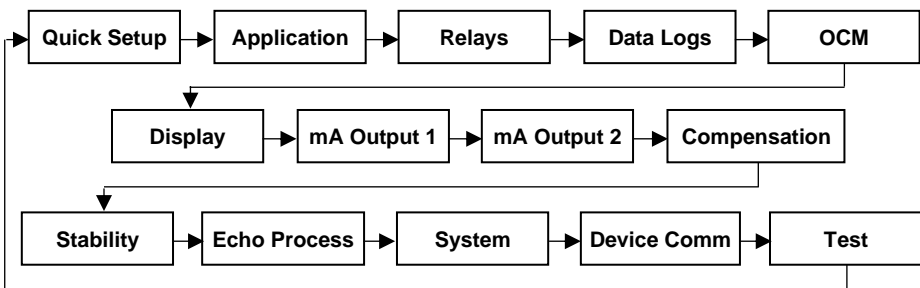 Quick Setup
Application
Relays
Data Logs
OCM
Display
mA Output 1
mA Output 2
Compensation
Stability
Echo Process
System
Device Comm
Test